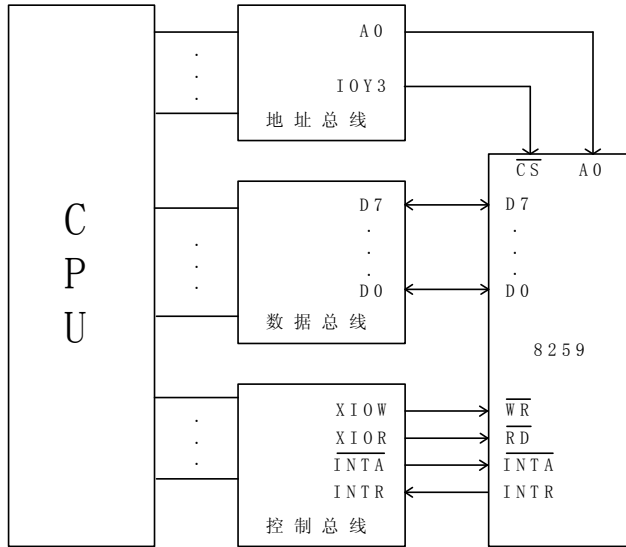 CPU
A0
IOY3
地址总线
CS A0
D7 D7
D0 D0
数据总线
8259
XIOW WR
XIOR RD
INTA INTA
INTR INTR
控制总线